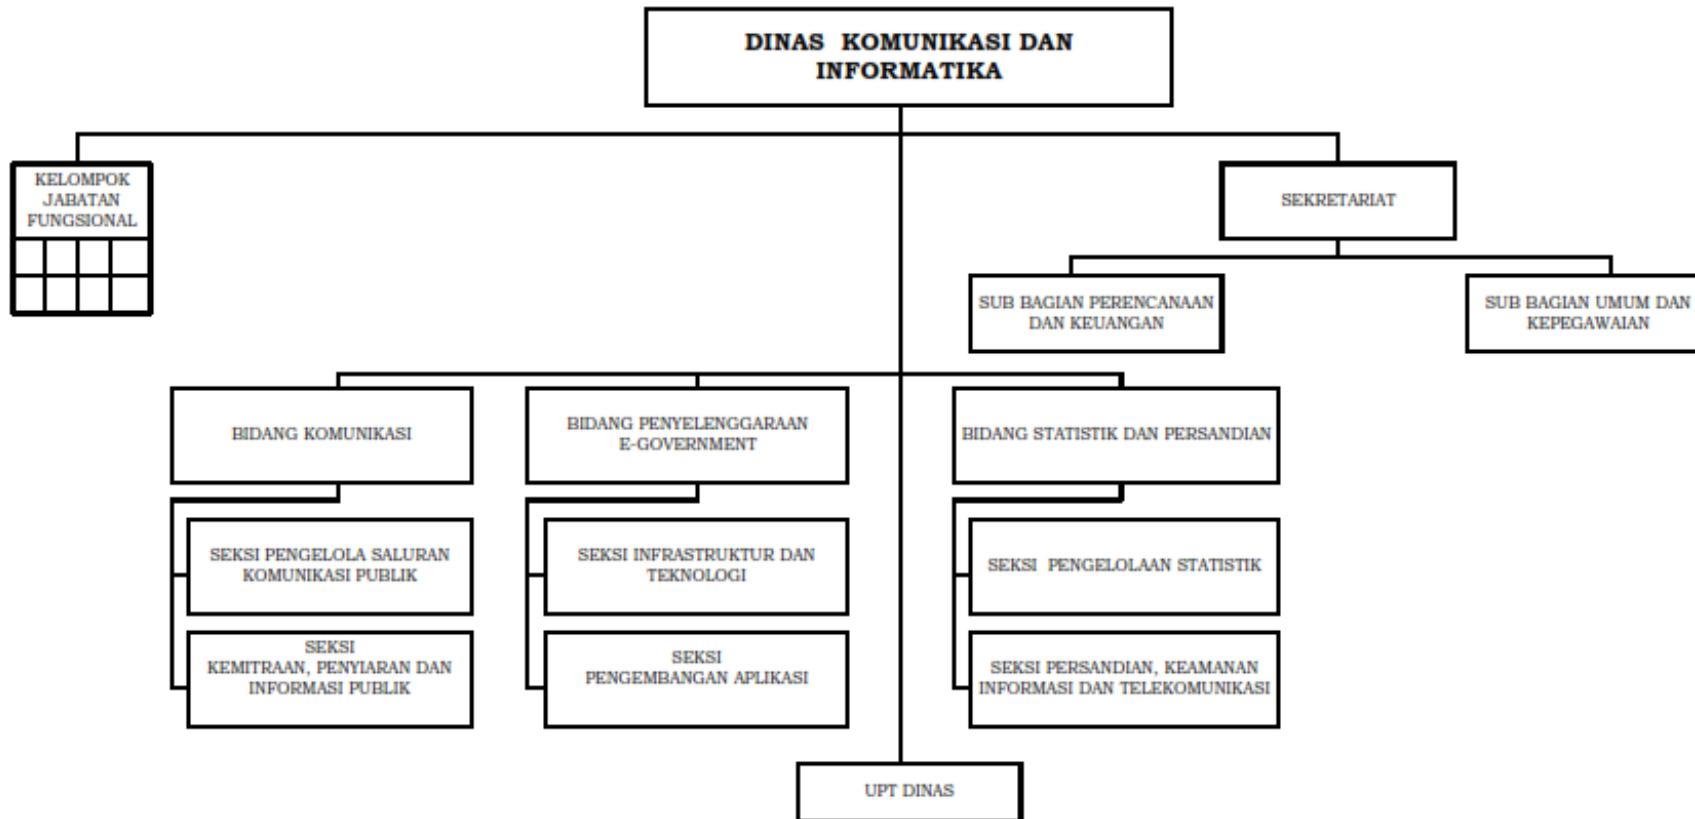 DINAS KOMUNIKASI DAN
INFORMATIKA
KELOMPOK
JABATAN
FUNGSIONAL
SEKRETARIAT
SUB BAGIAN PERENCANAAN
DAN KEUANGAN
SUB BAGIAN UMUM DAN
KEPEGAWAIAN
BIDANG KOMUNIKASI
BIDANG PENYELENGGARAAN
E-GOVERNMENT
BIDANG STATISTIK DAN PERSANDIAN
SEKSI PENGELOLA SALURAN
KOMUNIKASI PUBLIK
SEKSI INFRASTRUKTUR DAN
TEKNOLOGI
SEKSI PENGELOLAAN STATISTIK
SEKSI
KEMITRAAN, PENYIARAN DAN
INFORMASI PUBLIK
SEKSI
PENGEMBANGAN APLIKASI
SEKSI PERSANDIAN, KEAMANAN
INFORMASI DAN TELEKOMUNIKASI
UPT DINAS